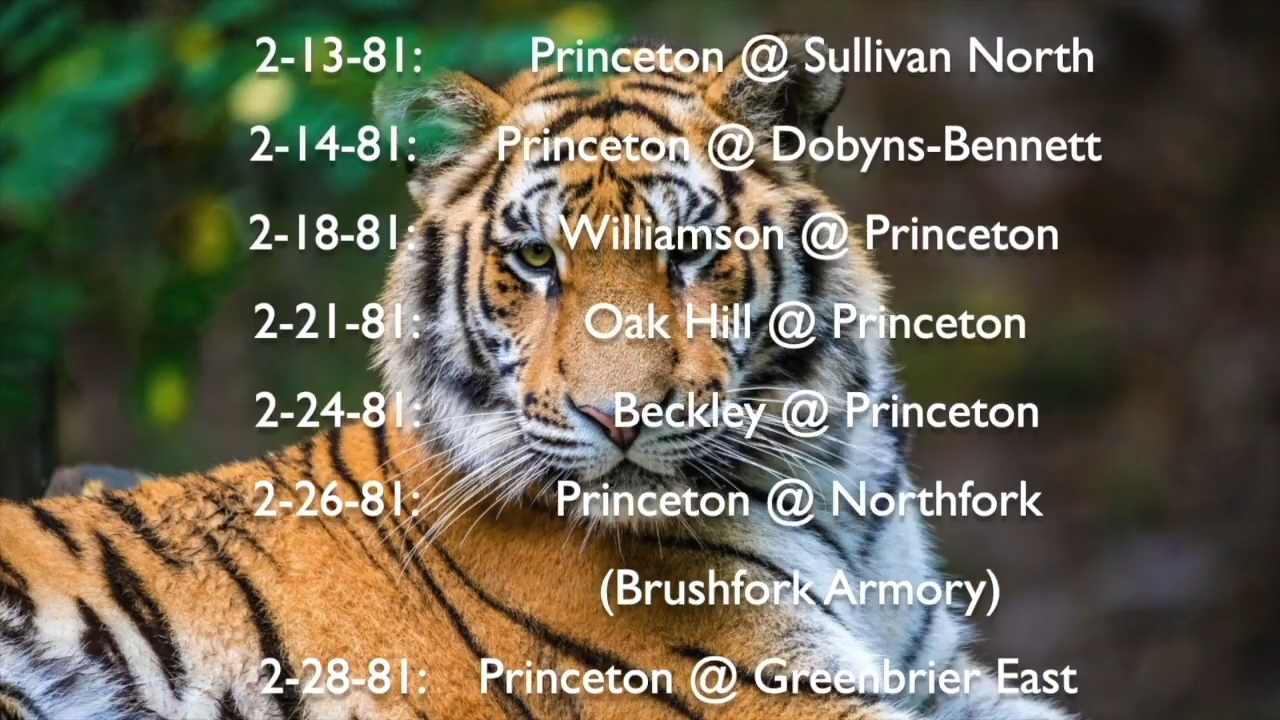 2-13-81: Princeton @ Sullivan North
2-14-81: Princeton @ Dobyns-Bennett
2-18-81: Williamson @ Princeton
2-21-81: Oak Hill @ Princeton
2-24-81: Beckley @ Princeton
2-26-81: Princeton @ Northfork
(Brushfork Armory)
2-28-81: Princeton @ Greenbrier East